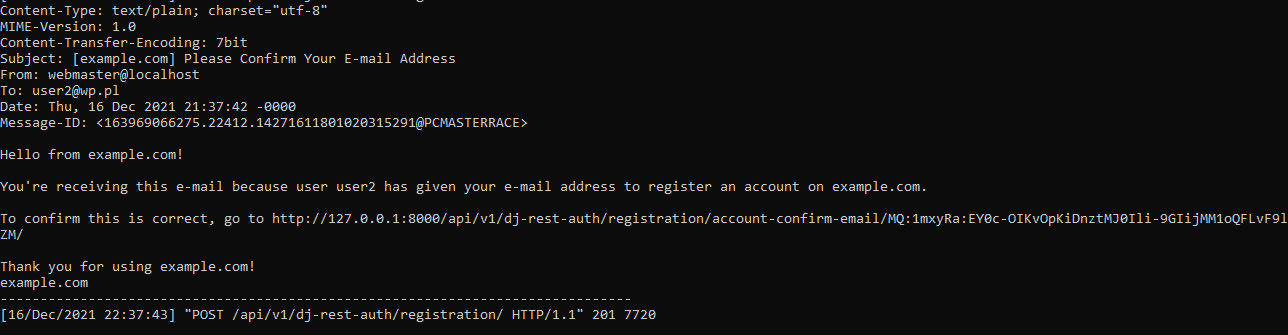 Content-Type: text/plain; charset="utf-8"
MIME-Version: 1.0
Content-Transfer-Encoding: 7bit
Subject: [example.com] Please Confirm Your E-mail Address
From: webmaster@localhost
To: user2@wp.pl
Date: Thu, 16 Dec 2021 21:37:42 -0000
Message-ID: <163969066275.22412.14271611801020315291@PCMASTERRACE>
Hello from example.com!
You're receiving this e-mail because user user2 has given your e-mail address to register an account on example.com.
To confirm this is correct, go to http://127.0.0.1:8000/api/v1/dj-rest-auth/registration/account-confirm-email/MQ:1mxyRa:EY0c-OIKvOpKiDnztMJ0Ili-9GIijMM1oQFLvF9l
ZM/
Thank you for using example.com!
example.com
-------------------------------------------------------------------------------
[16/Dec/2021 22:37:43] "POST /api/v1/dj-rest-auth/registration/ HTTP/1.1" 201 7720